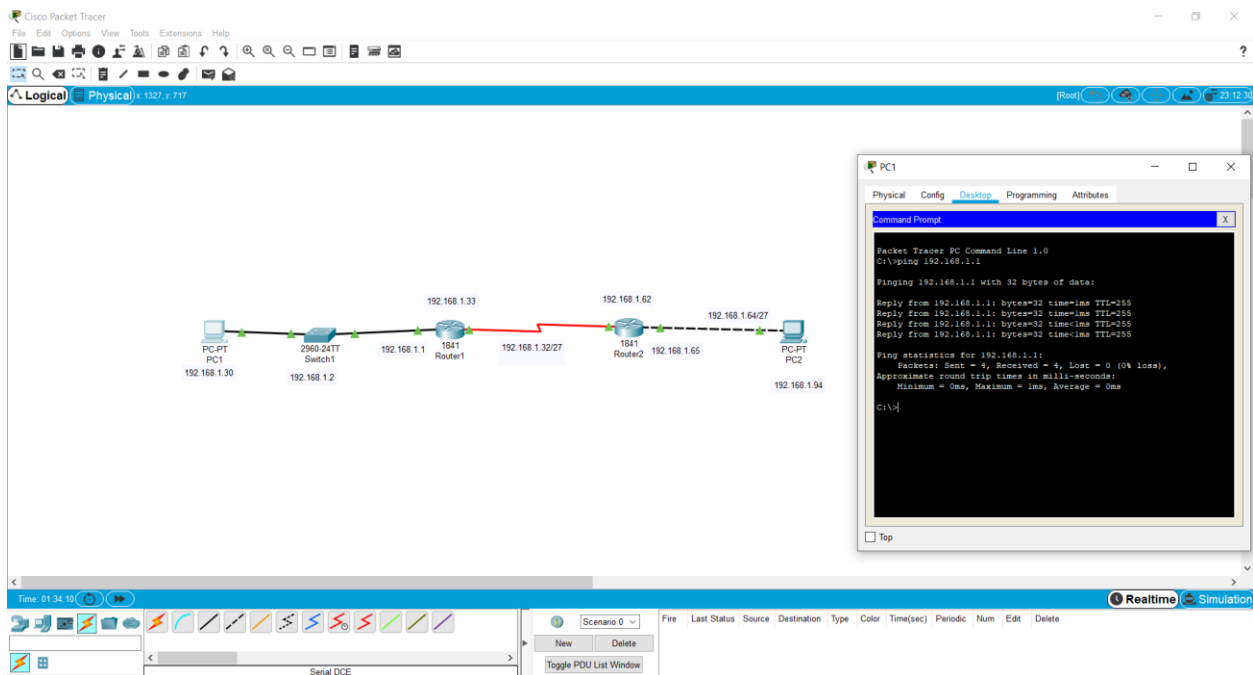 Cisco Packet Tracer
File Edit Options View Tools Extensions Help
?
Logical Physical x: 1327, y: 717
[Root]
23:12:30
192.168.1.33
192.168.1.62
192.168.1.64/27
PC-PT
PC1
192.168.1.30
2960-24TT
Switch1
192.168.1.2
192.168.1.1
1841
Router1
192.168.1.32/27
1841
Router2
192.168.1.65
PC-PT
PC2
192.168.1.94
PC1
Physical Config Desktop Programming Attributes
Command Prompt
X
Packet Tracer PC Command Line 1.0
C:\>ping 192.168.1.1
Pinging 192.168.1.1 with 32 bytes of data:
Reply from 192.168.1.1: bytes=32 time=1ms TTL=255
Reply from 192.168.1.1: bytes=32 time=1ms TTL=255
Reply from 192.168.1.1: bytes=32 time<1ms TTL=255
Reply from 192.168.1.1: bytes=32 time<1ms TTL=255
Ping statistics for 192.168.1.1:
Packets: Sent = 4, Received = 4, Lost = 0 (0% loss),
Approximate round trip times in milli-seconds:
Minimum = 0ms, Maximum = 1ms, Average = 0ms
C:\>
Top
Time: 01:34:10
Realtime Simulation
Scenario 0
New Delete
Toggle PDU List Window
Fire Last Status Source Destination Type Color Time(sec) Periodic Num Edit Delete
Serial DCE